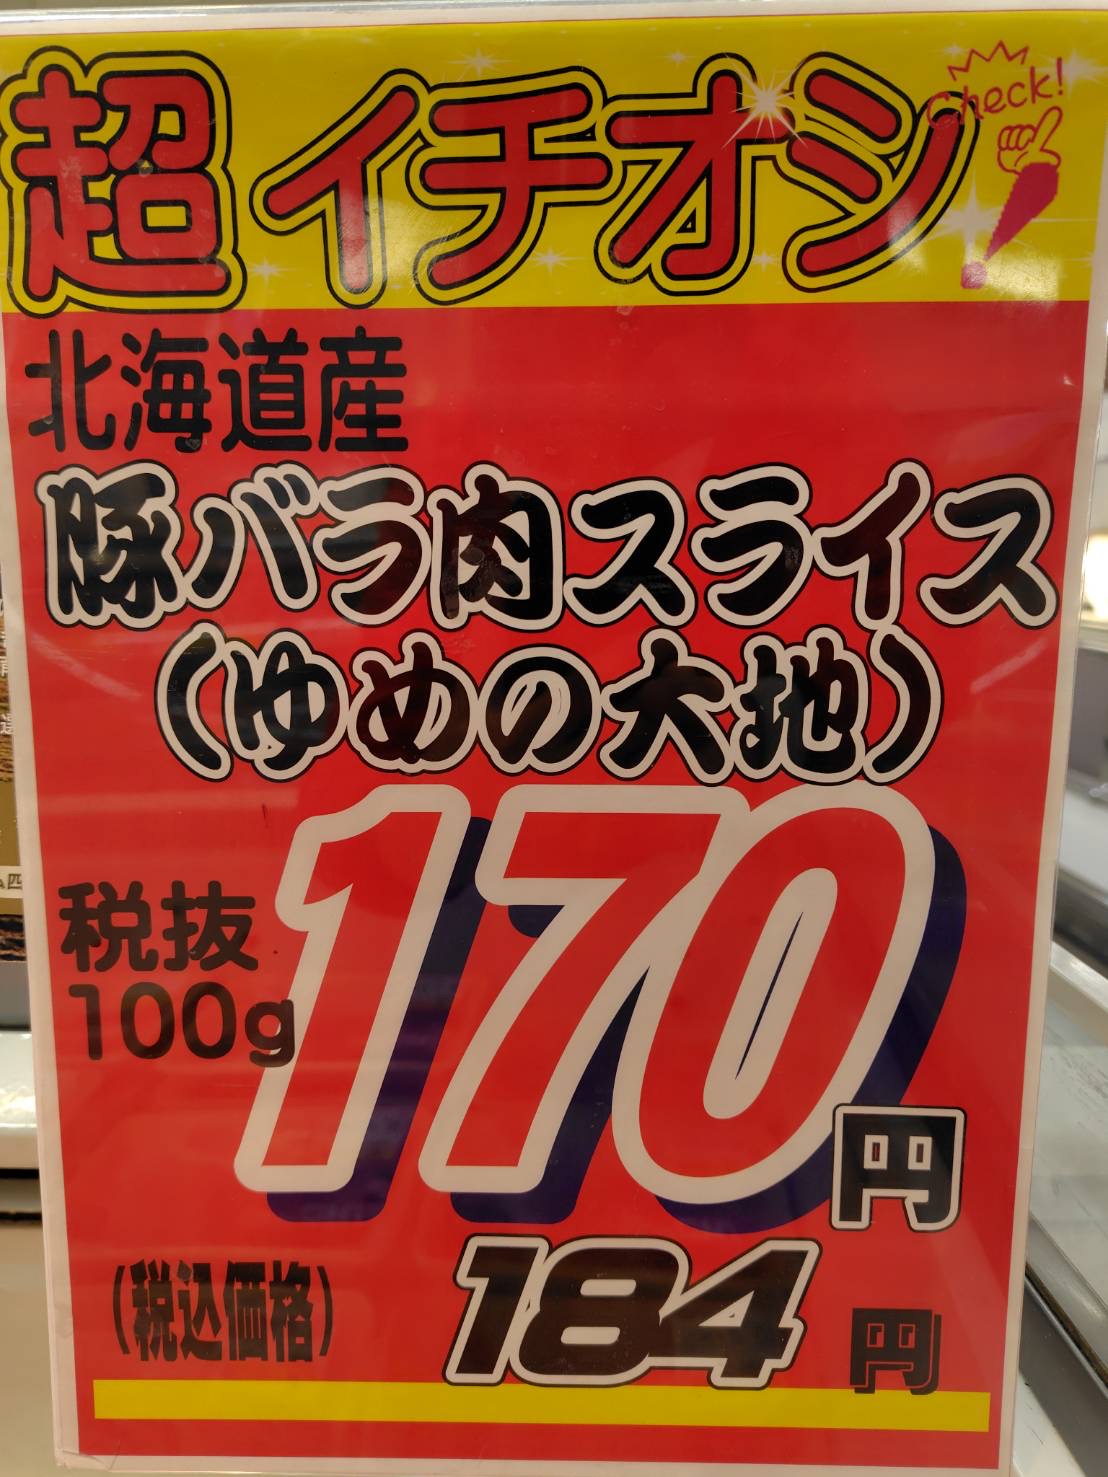 超イチオシ
Check!
北海道産
豚バラ肉スライス
(ゆめの大地)
税抜
100g
170円
(税込価格) 184円